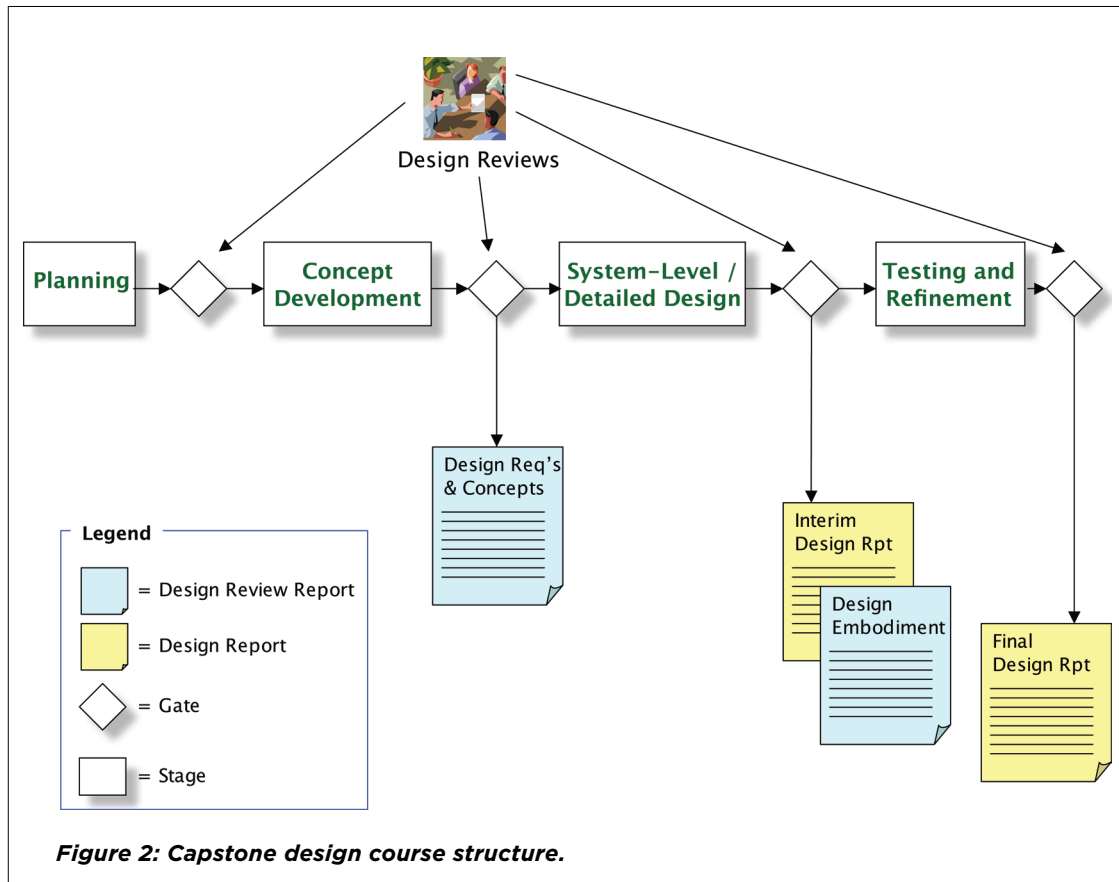 Design Reviews
Planning
Concept
Development
System-Level /
Detailed Design
Testing and
Refinement
Design Req's
& Concepts
Interim
Design Rpt
Design
Embodiment
Final
Design Rpt
Legend
= Design Review Report
= Design Report
= Gate
= Stage
Figure 2: Capstone design course structure.